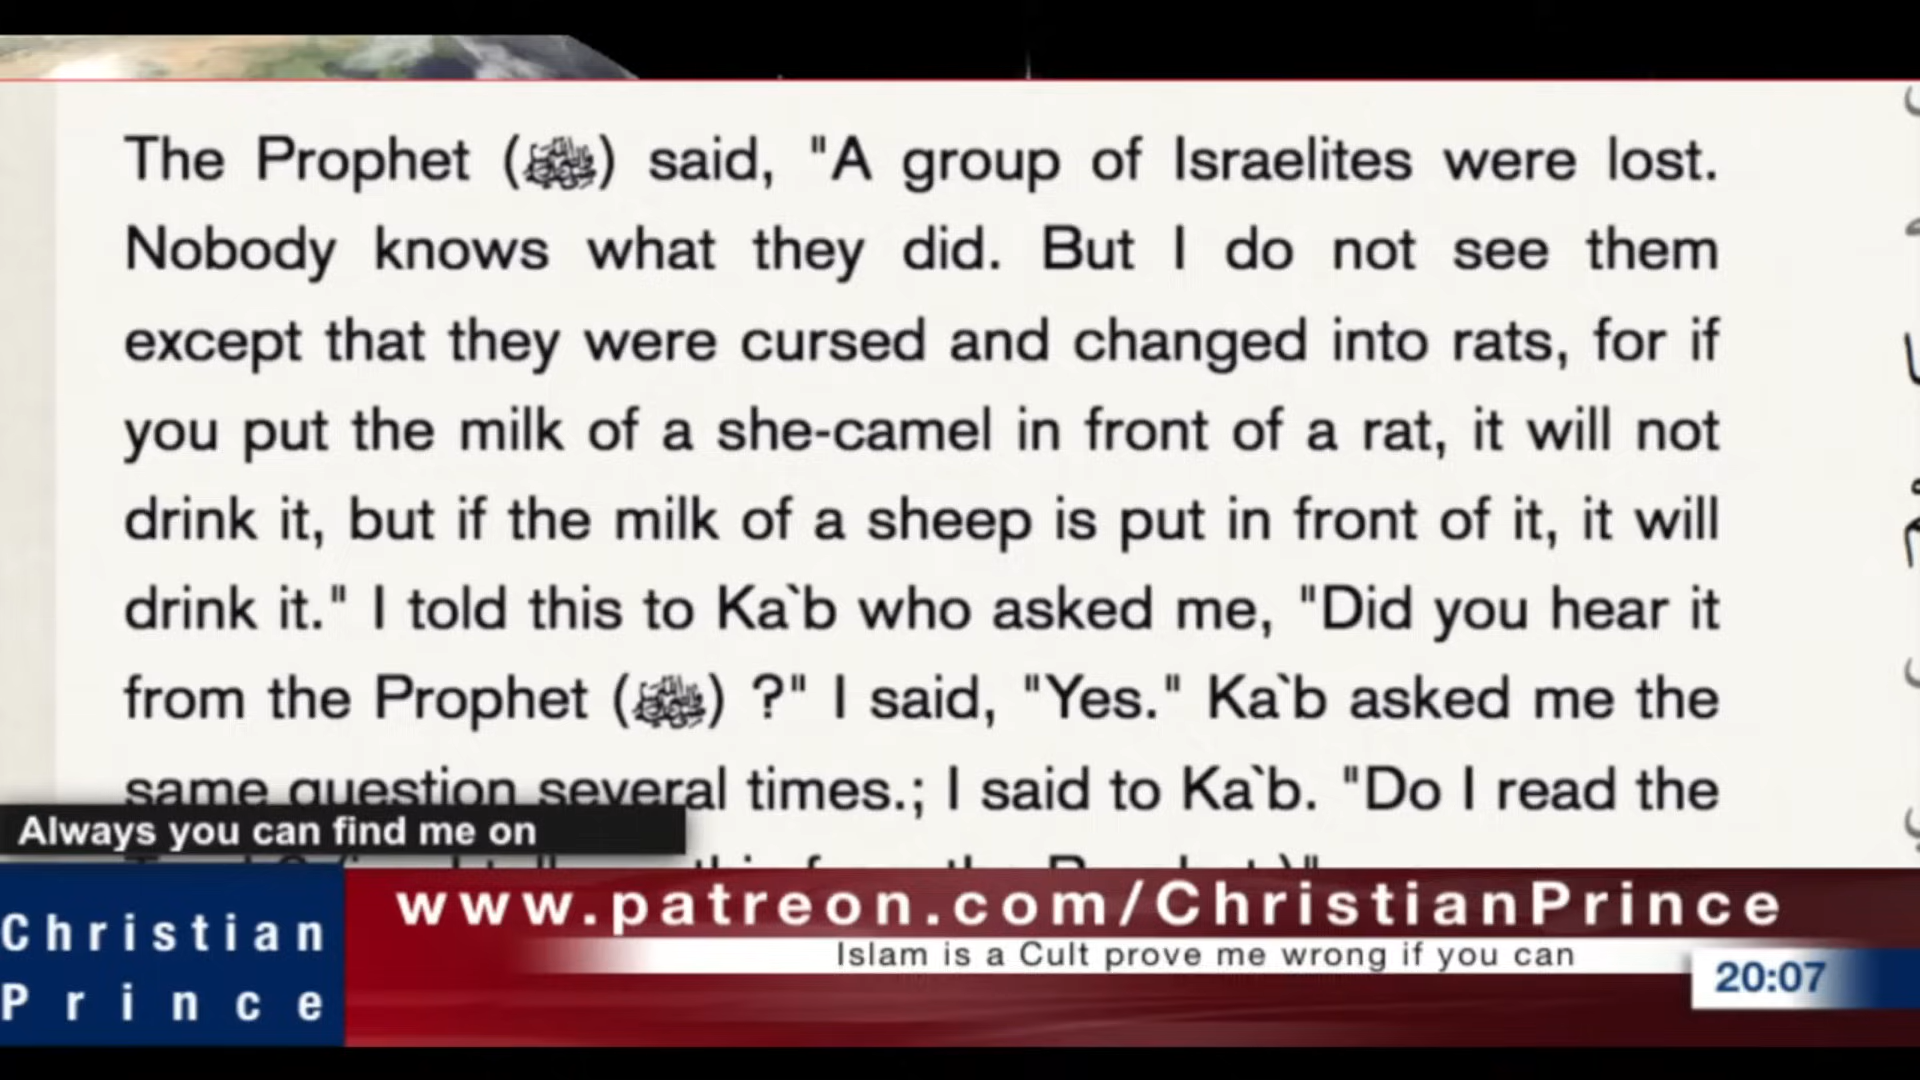 The Prophet (ﷺ) said, "A group of Israelites were lost.
Nobody knows what they did. But I do not see them
except that they were cursed and changed into rats, for if
you put the milk of a she-camel in front of a rat, it will not
drink it, but if the milk of a sheep is put in front of it, it will
drink it." I told this to Ka`b who asked me, "Did you hear it
from the Prophet (ﷺ) ?" I said, "Yes." Ka`b asked me the
same question several times.; I said to Ka`b. "Do I read the
Always you can find me on
Christian
Prince
www.patreon.com/ChristianPrince
Islam is a Cult prove me wrong if you can
20:07